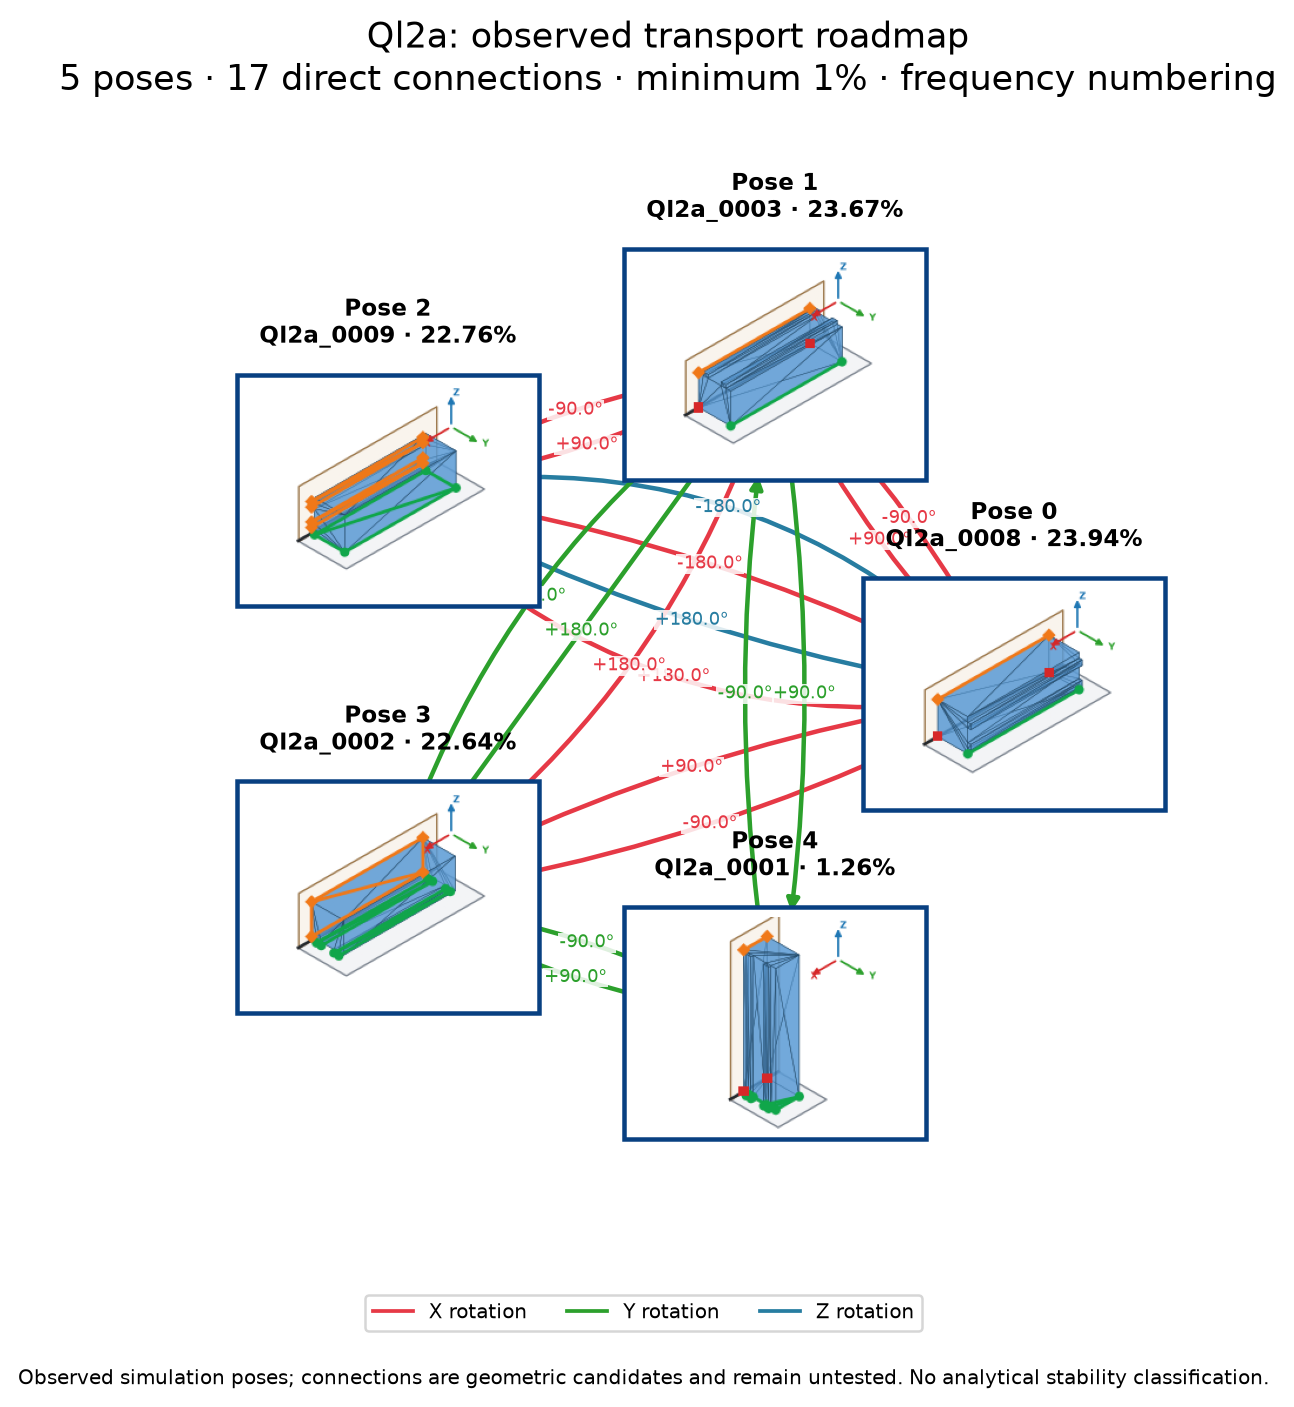 Ql2a: observed transport roadmap
5 poses · 17 direct connections · minimum 1% · frequency numbering
Pose 1
Ql2a_0003 · 23.67%
Pose 2
Ql2a_0009 · 22.76%
Pose 0
Ql2a_0008 · 23.94%
Pose 3
Ql2a_0002 · 22.64%
Pose 4
Ql2a_0001 · 1.26%
-90.0°
+90.0°
-180.0°
-90.0°
-180.0°
+180.0°
+180.0°
+180.0°
-90.0°
+90.0°
+90.0°
-90.0°
-90.0°
+90.0°
Z
Y
Z
Y
Z
Y
Z
Y
Z
X
Y
X rotation
Y rotation
Z rotation
Observed simulation poses; connections are geometric candidates and remain untested. No analytical stability classification.